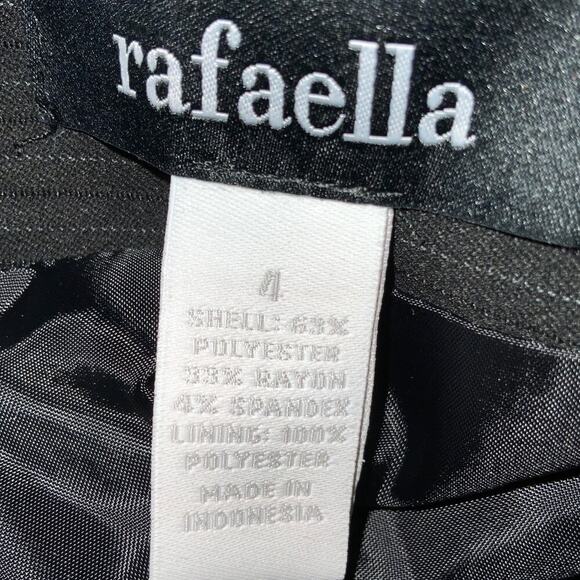 rafaella
4
SHELL: 63%
POLYESTER
33% RAYON
4% SPANDEX
LINING: 100%
POLYESTER
MADE IN
INDONESIA